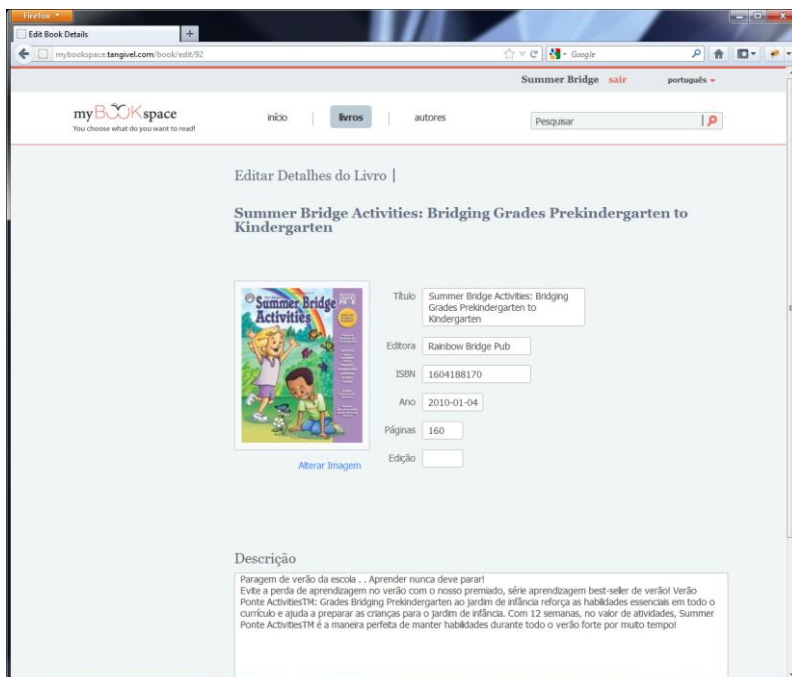 Firefox
Edit Book Details
mybookspace.tangivel.com/book/edit/92
Google
Summer Bridge sair português
myBOOKspace
You choose what do you want to read!
início | livros | autores
Pesquisar
Editar Detalhes do Livro |
Summer Bridge Activities: Bridging Grades Prekindergarten to
Kindergarten
Summer Bridge
Activities
PK-K
Alterar Imagem
Título Summer Bridge Activities: Bridging
Grades Prekindergarten to
Kindergarten
Editora Rainbow Bridge Pub
ISBN 1604188170
Ano 2010-01-04
Páginas 160
Edição
Descrição
Paragem de verão da escola . . Aprender nunca deve parar!
Evite a perda de aprendizagem no verão com o nosso premiado, série aprendizagem best-seller de verão! Verão
Ponte ActivitiesTM: Grades Bridging Prekindergarten ao jardim de infância reforça as habilidades essenciais em todo o
currículo e ajuda a preparar as crianças para o jardim de infância. Com 12 semanas, no valor de atividades, Summer
Ponte ActivitiesTM é a maneira perfeita de manter habilidades durante todo o verão forte por muito tempo!